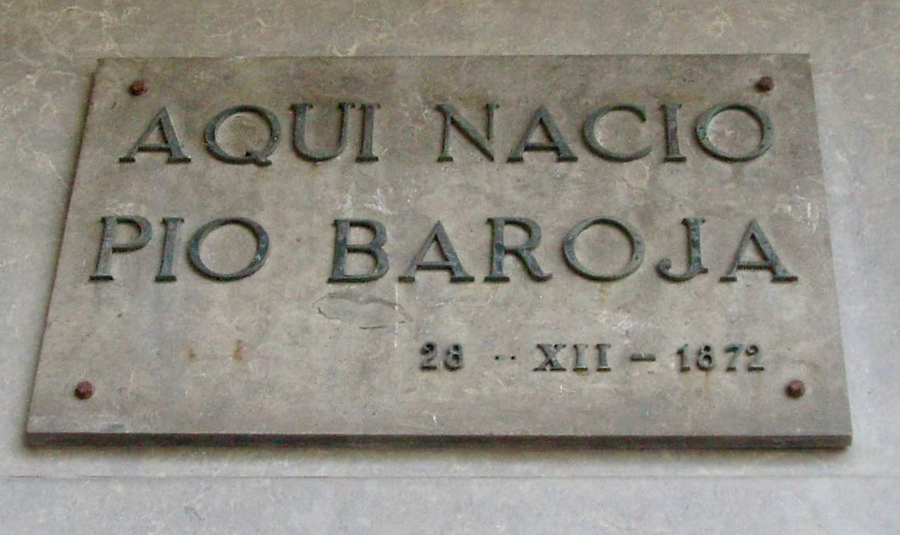 AQUI NACIO
PIO BAROJA
28 -- XII - 1872